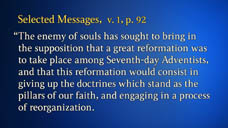 Selected Messages, v. 1, p. 92
“The enemy of souls has sought to bring in
the supposition that a great reformation was
to take place among Seventh-day Adventists,
and that this reformation would consist in
giving up the doctrines which stand as the
pillars of our faith, and engaging in a process
of reorganization.